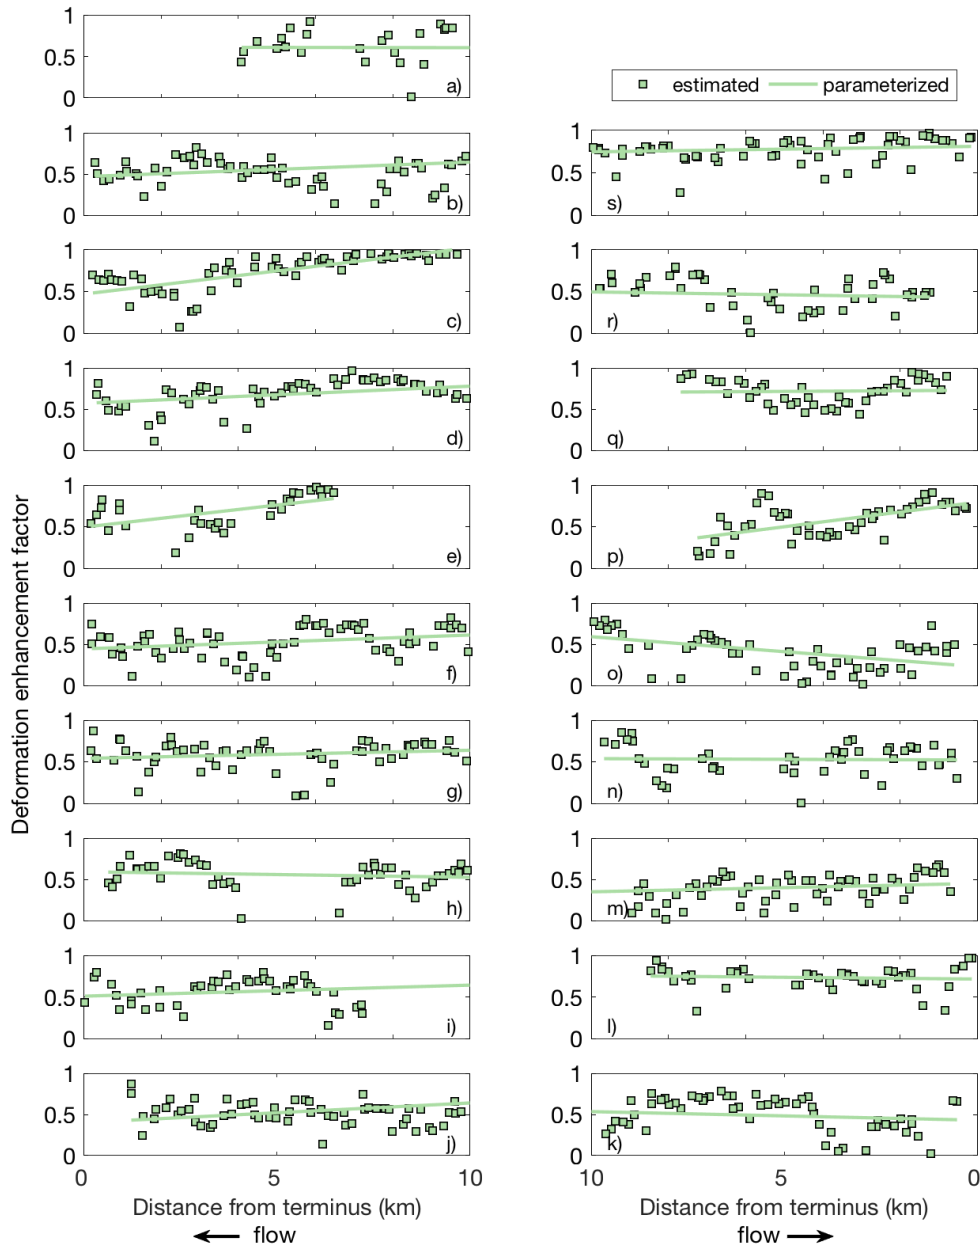 1
0.5
0
a)
estimated
parameterized
1
0.5
0
b)
1
0.5
0
s)
1
0.5
0
c)
1
0.5
0
r)
1
0.5
0
d)
1
0.5
0
q)
1
0.5
0
e)
1
0.5
0
p)
1
0.5
0
f)
1
0.5
0
o)
1
0.5
0
g)
1
0.5
0
n)
1
0.5
0
h)
1
0.5
0
m)
1
0.5
0
i)
1
0.5
0
l)
1
0.5
0
j)
1
0.5
0
k)
Deformation enhancement factor
0
5
10
10
5
0
Distance from terminus (km)
Distance from terminus (km)
flow
flow